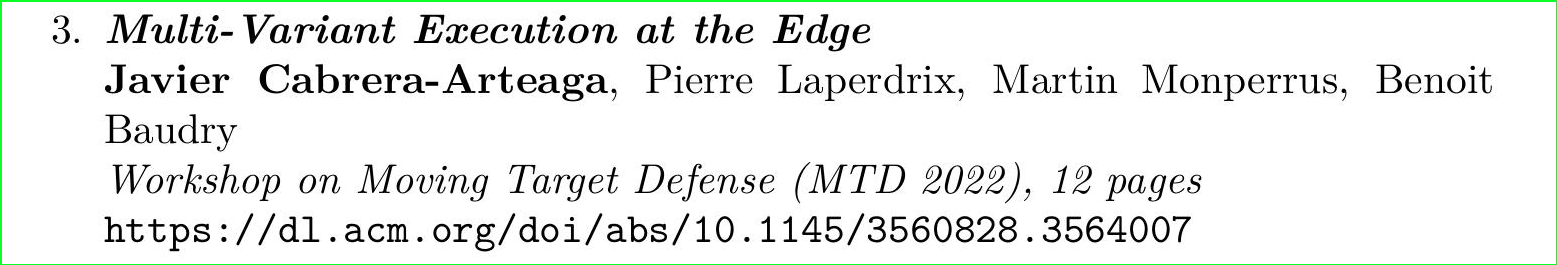 3. Multi-Variant Execution at the Edge
Javier Cabrera-Arteaga, Pierre Laperdrix, Martin Monperrus, Benoit
Baudry
Workshop on Moving Target Defense (MTD 2022), 12 pages
https://dl.acm.org/doi/abs/10.1145/3560828.3564007